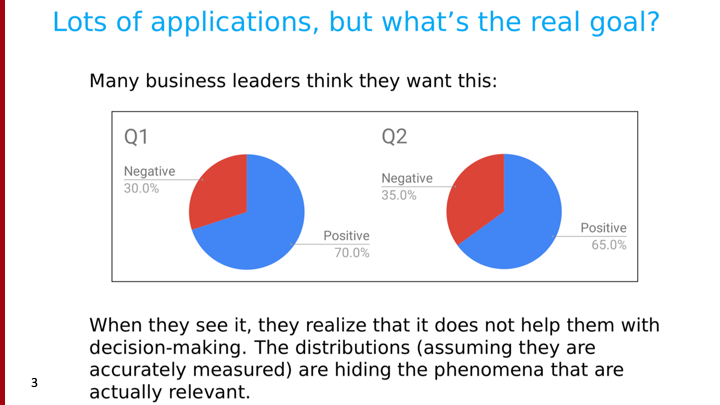 Lots of applications, but what's the real goal?
Many business leaders think they want this:
Q1
Negative
30.0%
Positive
70.0%
Q2
Negative
35.0%
Positive
65.0%
When they see it, they realize that it does not help them with
decision-making. The distributions (assuming they are
accurately measured) are hiding the phenomena that are
actually relevant.
3